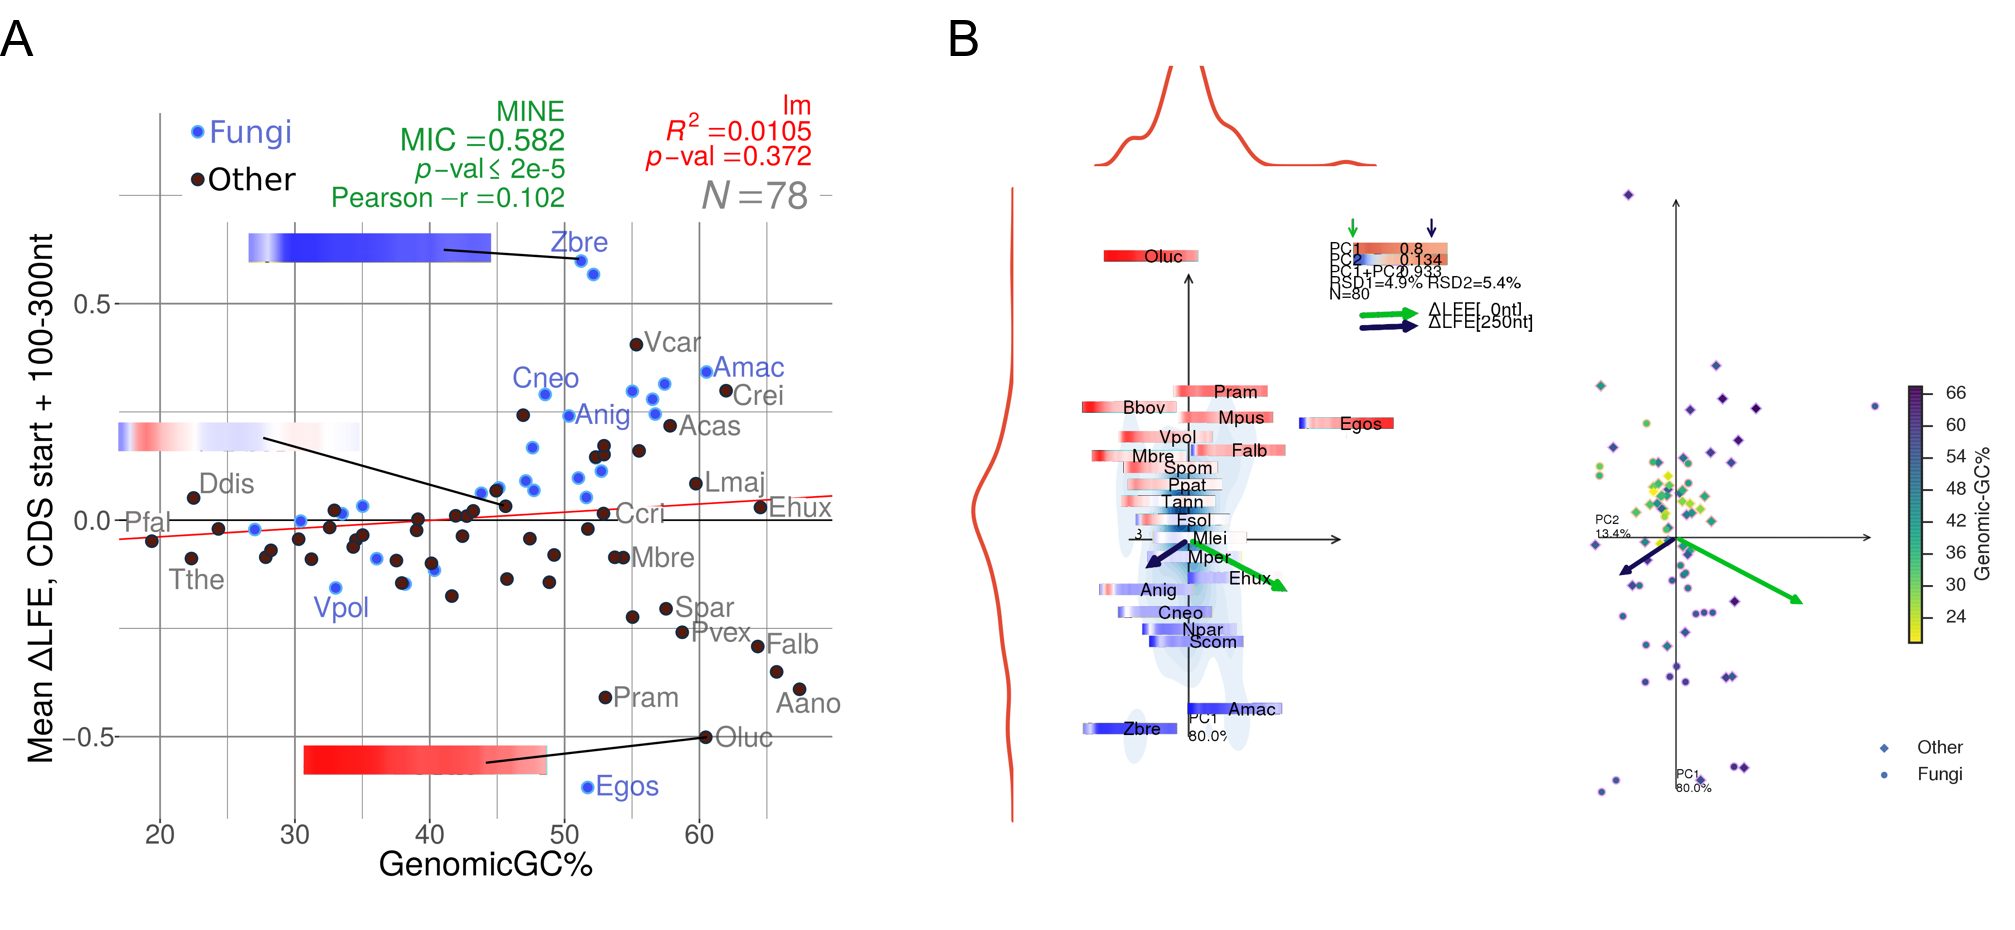 A
B
Fungi
Other
MINE
MIC =0.582
p−val≤ 2e-5
Pearson −r =0.102
lm
R² =0.0105
p−val =0.372
N =78
Mean ΔLFE, CDS start + 100-300nt
0.5
0.0
−0.5
Zbre
Vcar
Cneo
Amac
Crei
Anig
Acas
Ddis
Lmaj
Pfal
Ccri
Ehux
Tthe
Mbre
Vpol
Spar
Pvex
Falb
Pram
Aano
Oluc
Egos
20
30
40
50
60
GenomicGC%
Oluc
PC1 0.8
PC2 0.134
PC1+PC2 0.933
RSD1=4.9% RSD2=5.4%
N=80
ΔLFE[ 0nt]
ΔLFE[250nt]
Pram
Bbov
Mpus
Egos
Vpol
Falb
Mbre
Spom
Ppat
Tann
Fsol
3
Mlei
Mper
Ehux
Anig
Cneo
Npar
Scom
Amac
PC1
80.0%
Zbre
PC2
13.4%
PC1
80.0%
66
60
54
48
42
36
30
24
Genomic-GC%
Other
Fungi